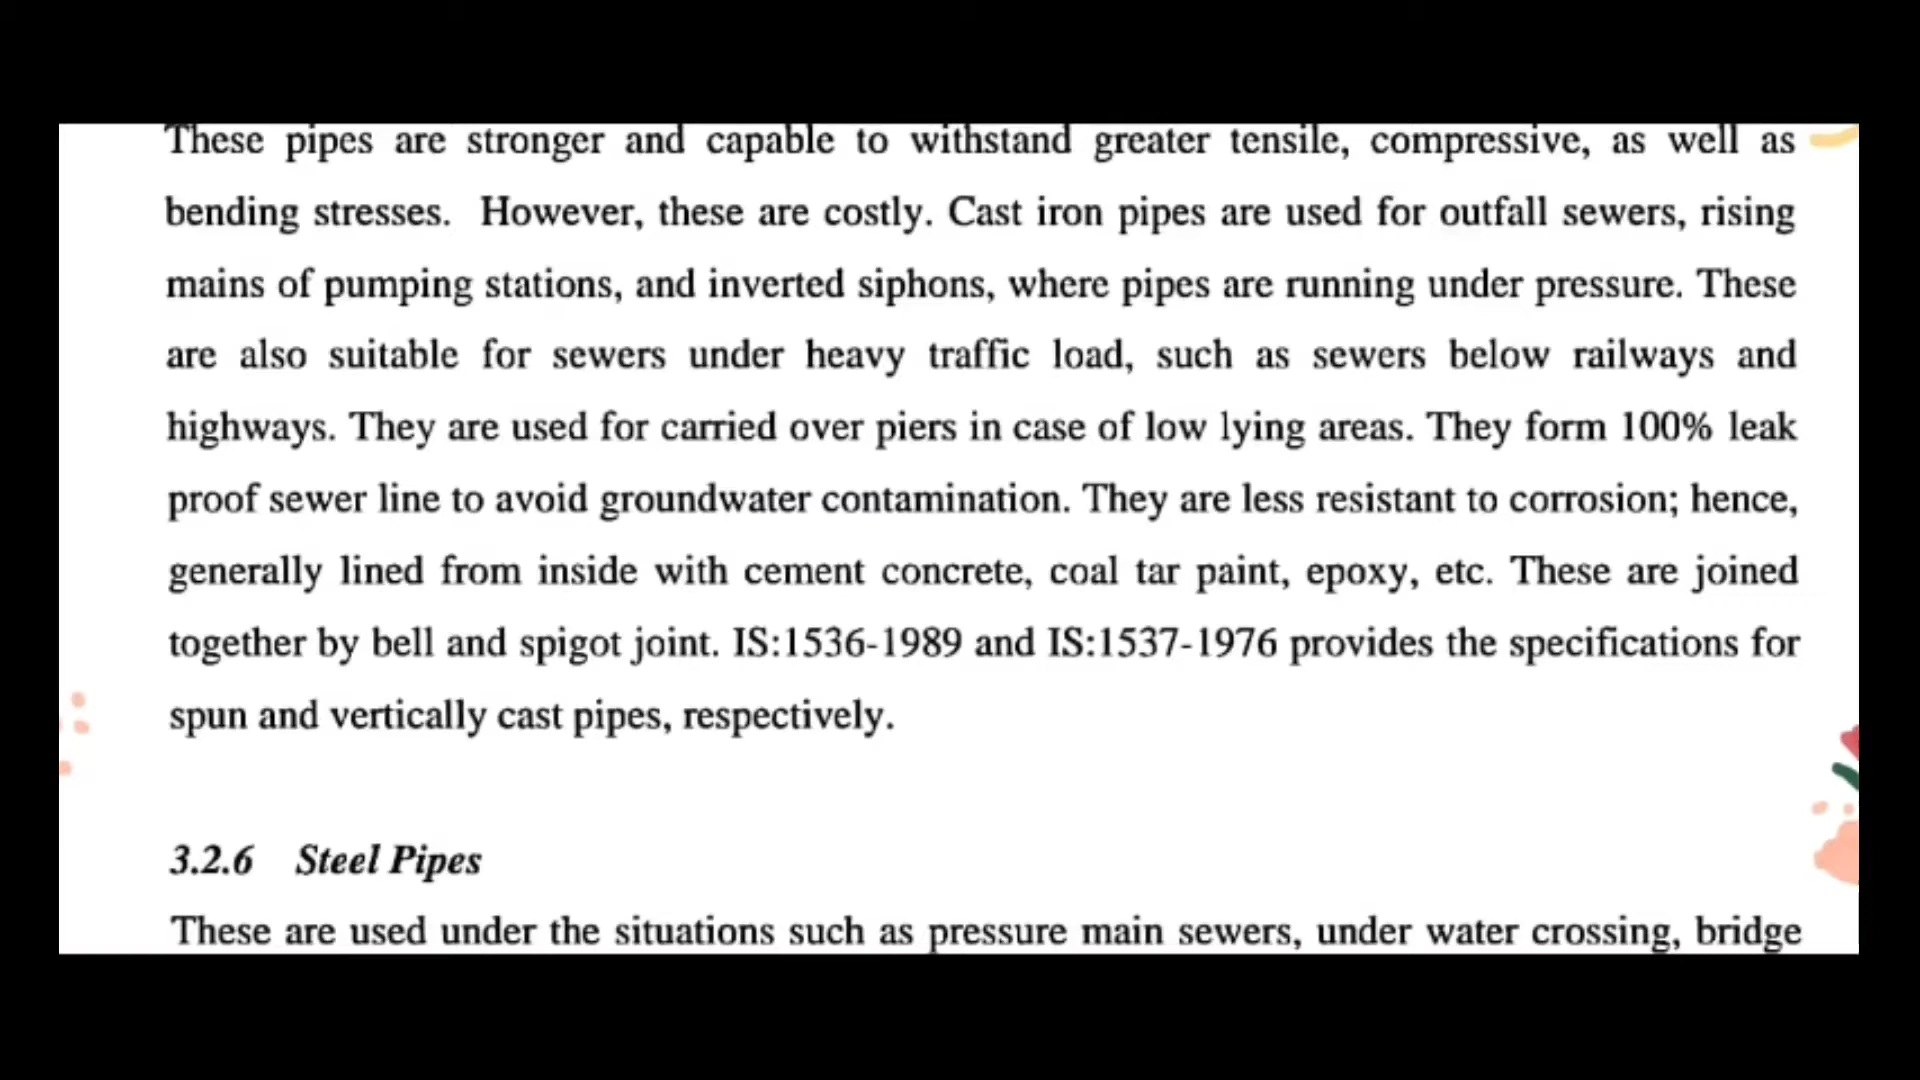 These pipes are stronger and capable to withstand greater tensile, compressive, as well as
bending stresses. However, these are costly. Cast iron pipes are used for outfall sewers, rising
mains of pumping stations, and inverted siphons, where pipes are running under pressure. These
are also suitable for sewers under heavy traffic load, such as sewers below railways and
highways. They are used for carried over piers in case of low lying areas. They form 100% leak
proof sewer line to avoid groundwater contamination. They are less resistant to corrosion; hence,
generally lined from inside with cement concrete, coal tar paint, epoxy, etc. These are joined
together by bell and spigot joint. IS:1536-1989 and IS:1537-1976 provides the specifications for
spun and vertically cast pipes, respectively.
3.2.6 Steel Pipes
These are used under the situations such as pressure main sewers, under water crossing, bridge